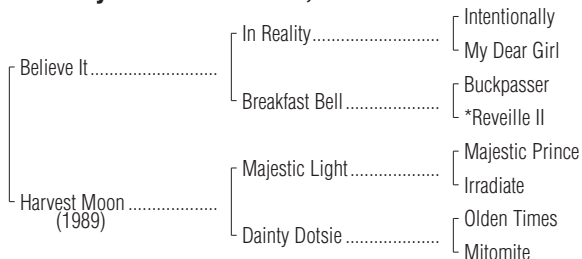 Intentionally
In Reality........................................
My Dear Girl
Believe It..............................
Buckpasser
Breakfast Bell..............................
*Reveille II
Majestic Prince
Majestic Light............................
Irradiate
Harvest Moon.....................
(1989)
Olden Times
Dainty Dotsie..............................
Mitomite